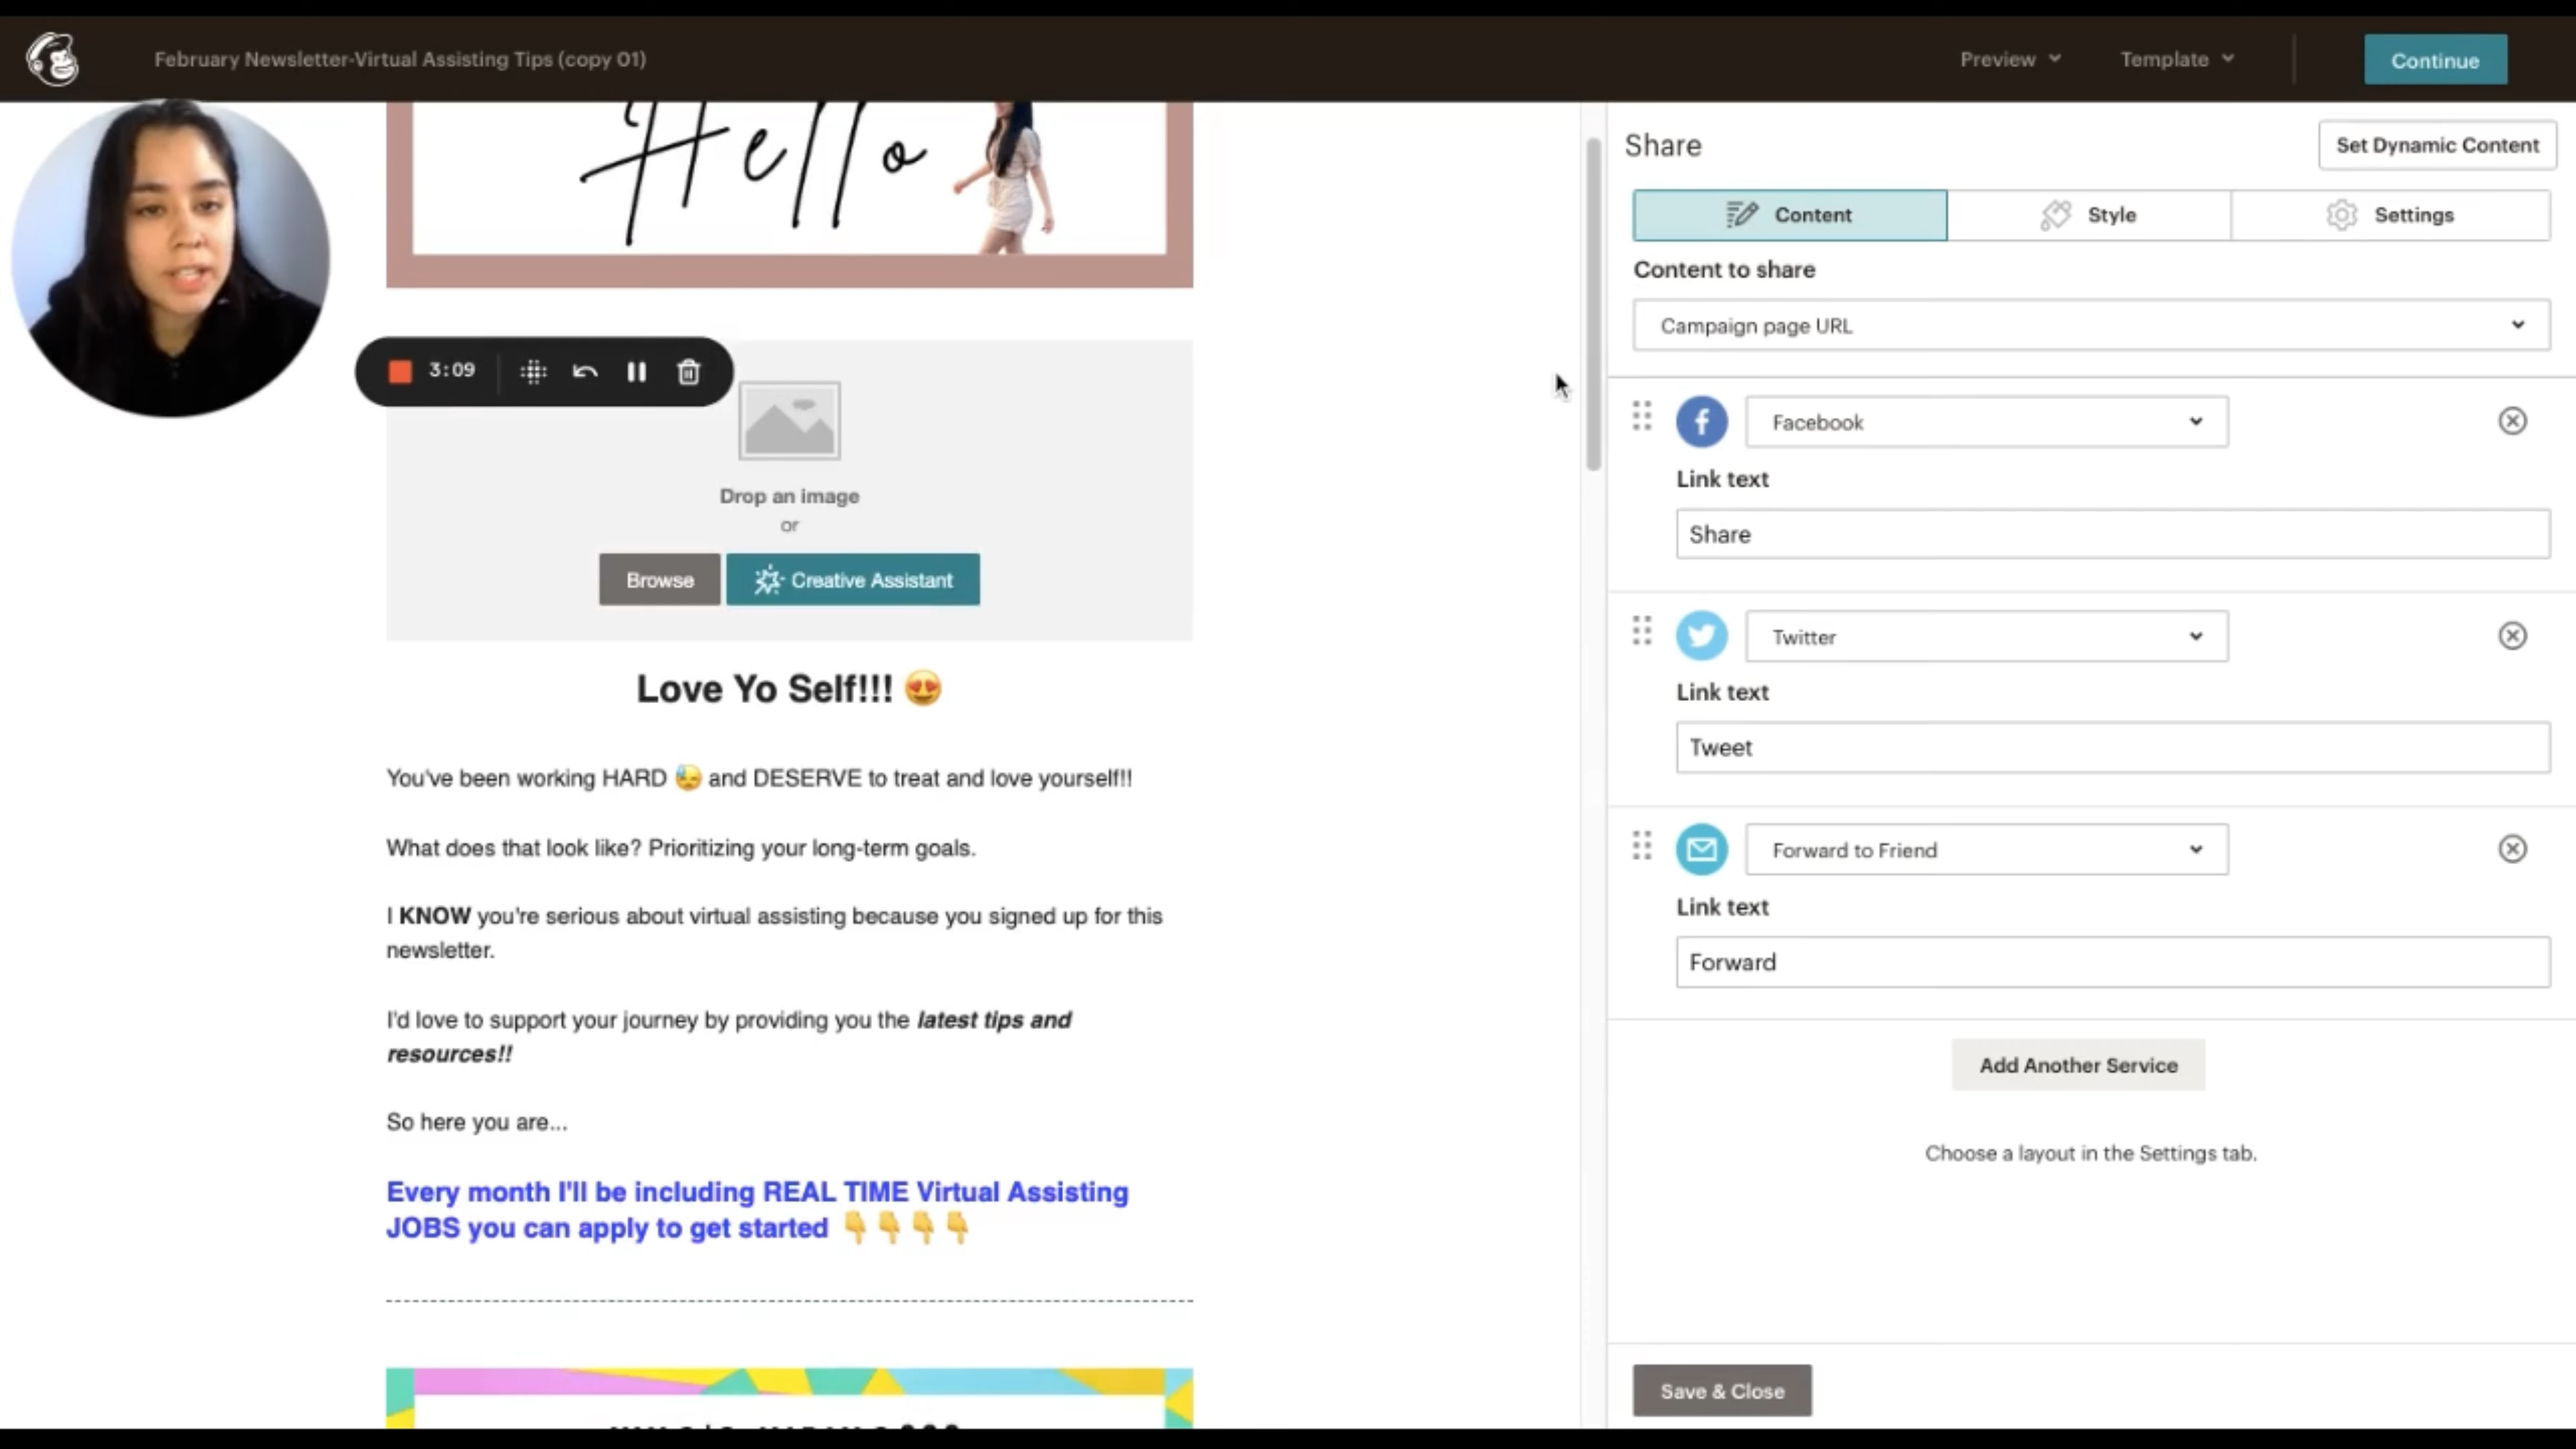 February Newsletter-Virtual Assisting Tips (copy 01)
Preview
Template
Continue
Hello
3:09
Drop an image
or
Browse
Creative Assistant
Love Yo Self!!! 😍
You've been working HARD 😓 and DESERVE to treat and love yourself!!
What does that look like? Prioritizing your long-term goals.
I KNOW you're serious about virtual assisting because you signed up for this
newsletter.
I'd love to support your journey by providing you the latest tips and
resources!!
So here you are...
Every month I'll be including REAL TIME Virtual Assisting
JOBS you can apply to get started 👇👇👇👇
Share
Set Dynamic Content
Content
Style
Settings
Content to share
Campaign page URL
Facebook
Link text
Share
Twitter
Link text
Tweet
Forward to Friend
Link text
Forward
Add Another Service
Choose a layout in the Settings tab.
Save & Close